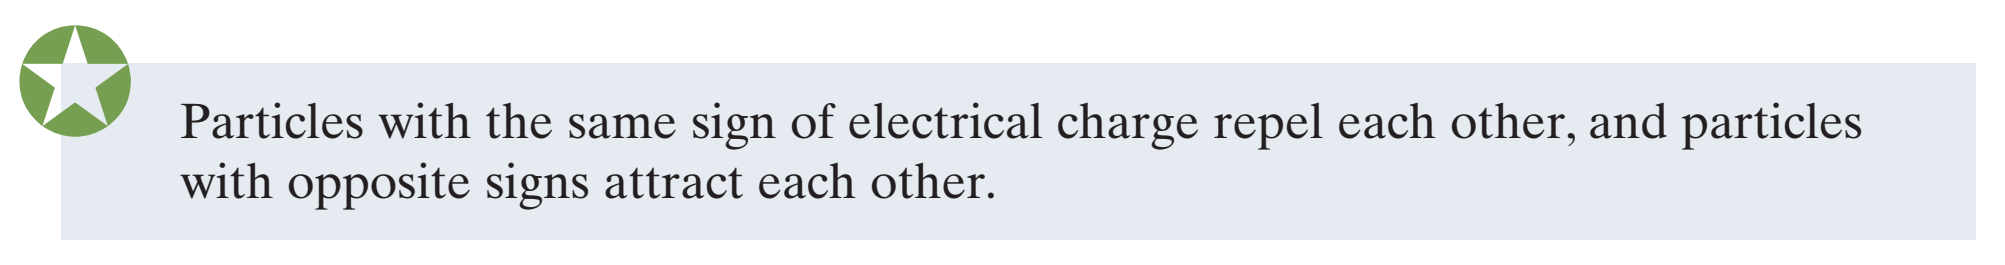 Particles with the same sign of electrical charge repel each other, and particles
with opposite signs attract each other.